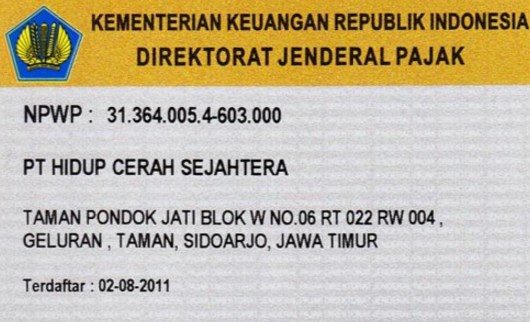 KEMENTERIAN KEUANGAN REPUBLIK INDONESIA
DIREKTORAT JENDERAL PAJAK
NPWP : 31.364.005.4-603.000
PT HIDUP CERAH SEJAHTERA
TAMAN PONDOK JATI BLOK W NO.06 RT 022 RW 004 ,
GELURAN , TAMAN, SIDOARJO, JAWA TIMUR
Terdaftar : 02-08-2011